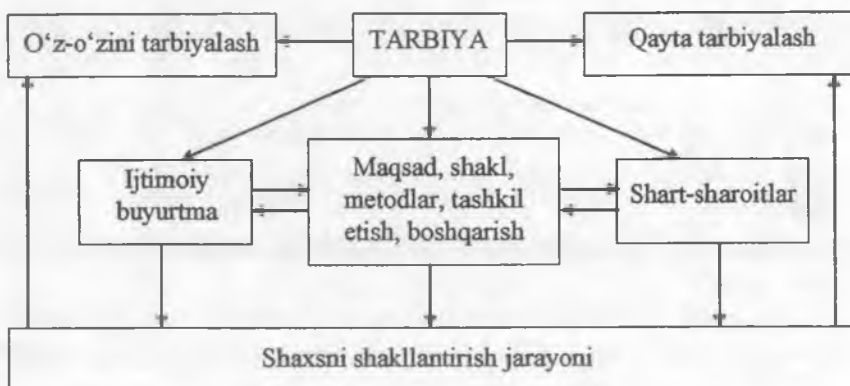 O‘z-o‘zini tarbiyalash
TARBIYA
Qayta tarbiyalash
Ijtimoiy
buyurtma
Maqsad, shakl,
metodlar, tashkil
etish, boshqarish
Shart-sharoitlar
Shaxsni shakllantirish jarayoni